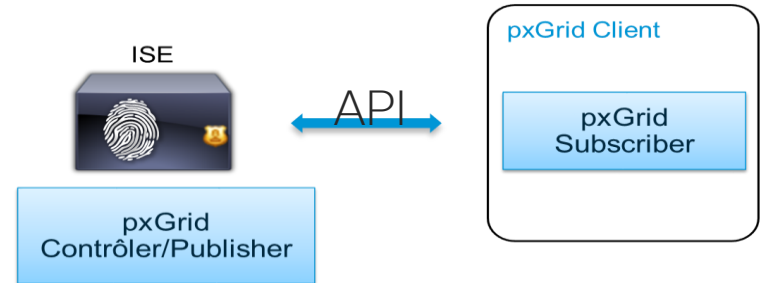 ISE
pxGrid
Contrôler/Publisher
API
pxGrid Client
pxGrid
Subscriber